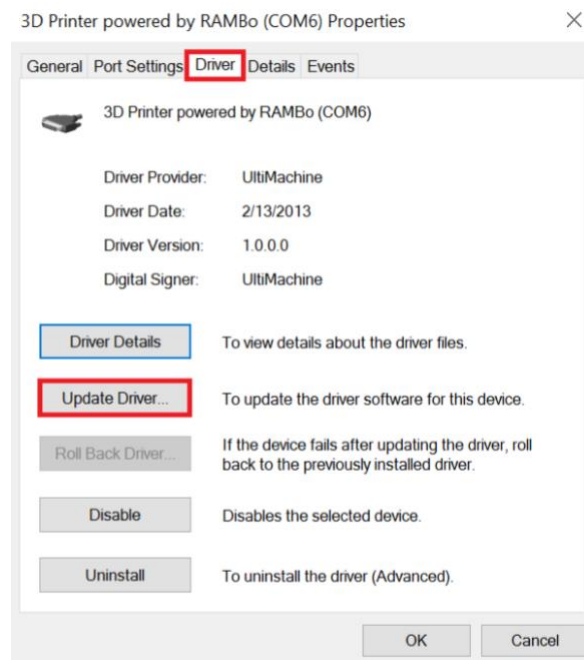 3D Printer powered by RAMBo (COM6) Properties
General Port Settings Driver Details Events
3D Printer powered by RAMBo (COM6)
Driver Provider: UltiMachine
Driver Date: 2/13/2013
Driver Version: 1.0.0.0
Digital Signer: UltiMachine
Driver Details To view details about the driver files.
Update Driver... To update the driver software for this device.
Roll Back Driver... If the device fails after updating the driver, roll
back to the previously installed driver.
Disable Disables the selected device.
Uninstall To uninstall the driver (Advanced).
OK Cancel